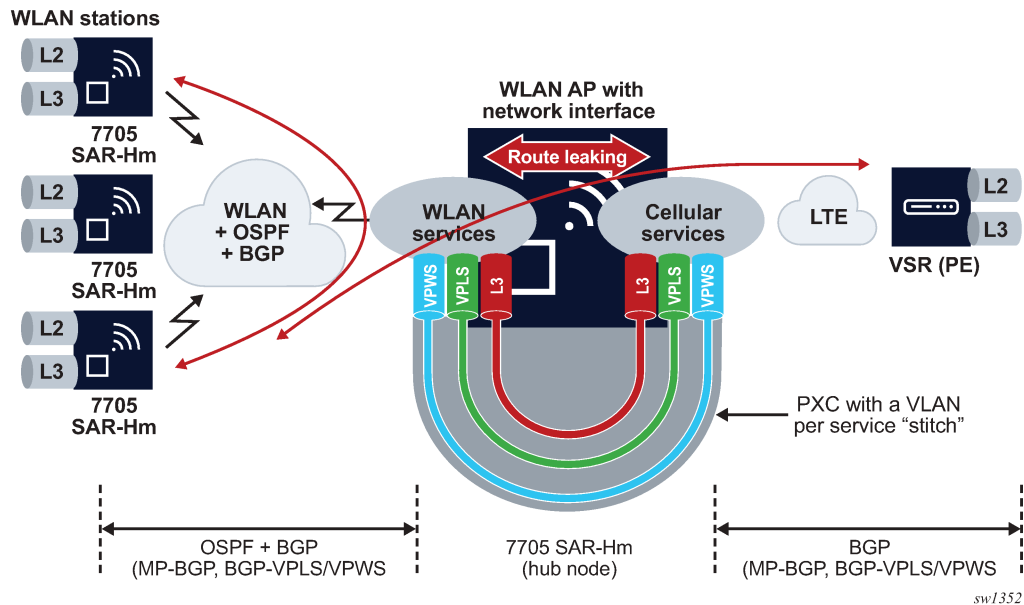 WLAN stations
L2
L3
7705
SAR-Hm
L2
L3
7705
SAR-Hm
L2
L3
7705
SAR-Hm
WLAN
+ OSPF
+ BGP
WLAN AP with
network interface
Route leaking
WLAN
services
Cellular
services
VPWS
VPLS
L3
L3
VPLS
VPWS
LTE
L2
L3
VSR (PE)
PXC with a VLAN
per service “stitch”
OSPF + BGP
(MP-BGP, BGP-VPLS/VPWS
7705 SAR-Hm
(hub node)
BGP
(MP-BGP, BGP-VPLS/VPWS
sw1352